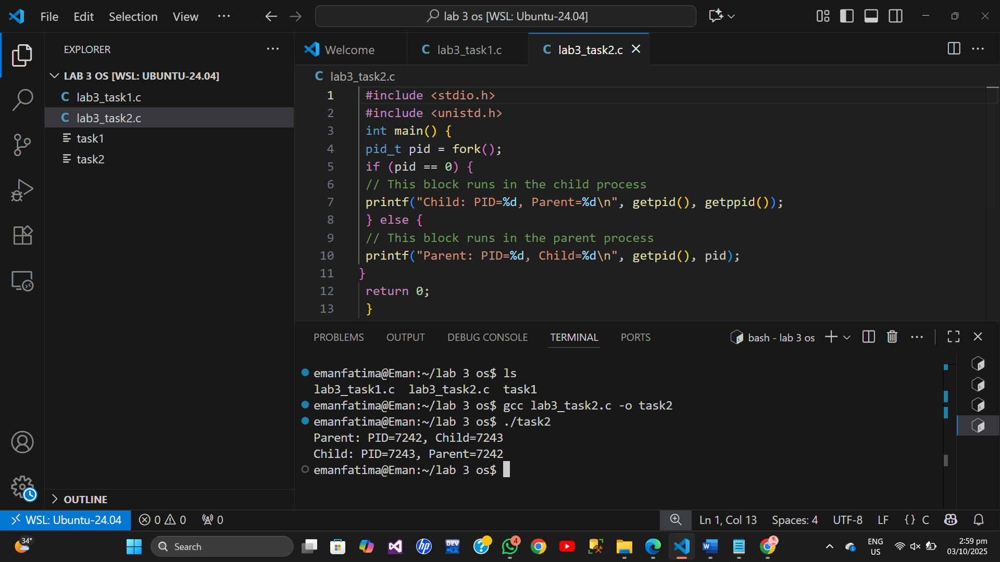 File Edit Selection View ···
lab 3 os [WSL: Ubuntu-24.04]
EXPLORER ···
LAB 3 OS [WSL: UBUNTU-24.04]
C lab3_task1.c
C lab3_task2.c
task1
task2
OUTLINE
Welcome
C lab3_task1.c
C lab3_task2.c
C lab3_task2.c
1 #include <stdio.h>
2 #include <unistd.h>
3 int main() {
4 pid_t pid = fork();
5 if (pid == 0) {
6 // This block runs in the child process
7 printf("Child: PID=%d, Parent=%d\n", getpid(), getppid());
8 } else {
9 // This block runs in the parent process
10 printf("Parent: PID=%d, Child=%d\n", getpid(), pid);
11 }
12 return 0;
13 }
PROBLEMS OUTPUT DEBUG CONSOLE TERMINAL PORTS
bash - lab 3 os
emanfatima@Eman:~/lab 3 os$ ls
lab3_task1.c lab3_task2.c task1
emanfatima@Eman:~/lab 3 os$ gcc lab3_task2.c -o task2
emanfatima@Eman:~/lab 3 os$ ./task2
Parent: PID=7242, Child=7243
Child: PID=7243, Parent=7242
emanfatima@Eman:~/lab 3 os$
WSL: Ubuntu-24.04 0 0 0
Ln 1, Col 13 Spaces: 4 UTF-8 LF {} C
34°
Search
DEV C++
hp
4
W
ENG
US
2:59 pm
03/10/2025